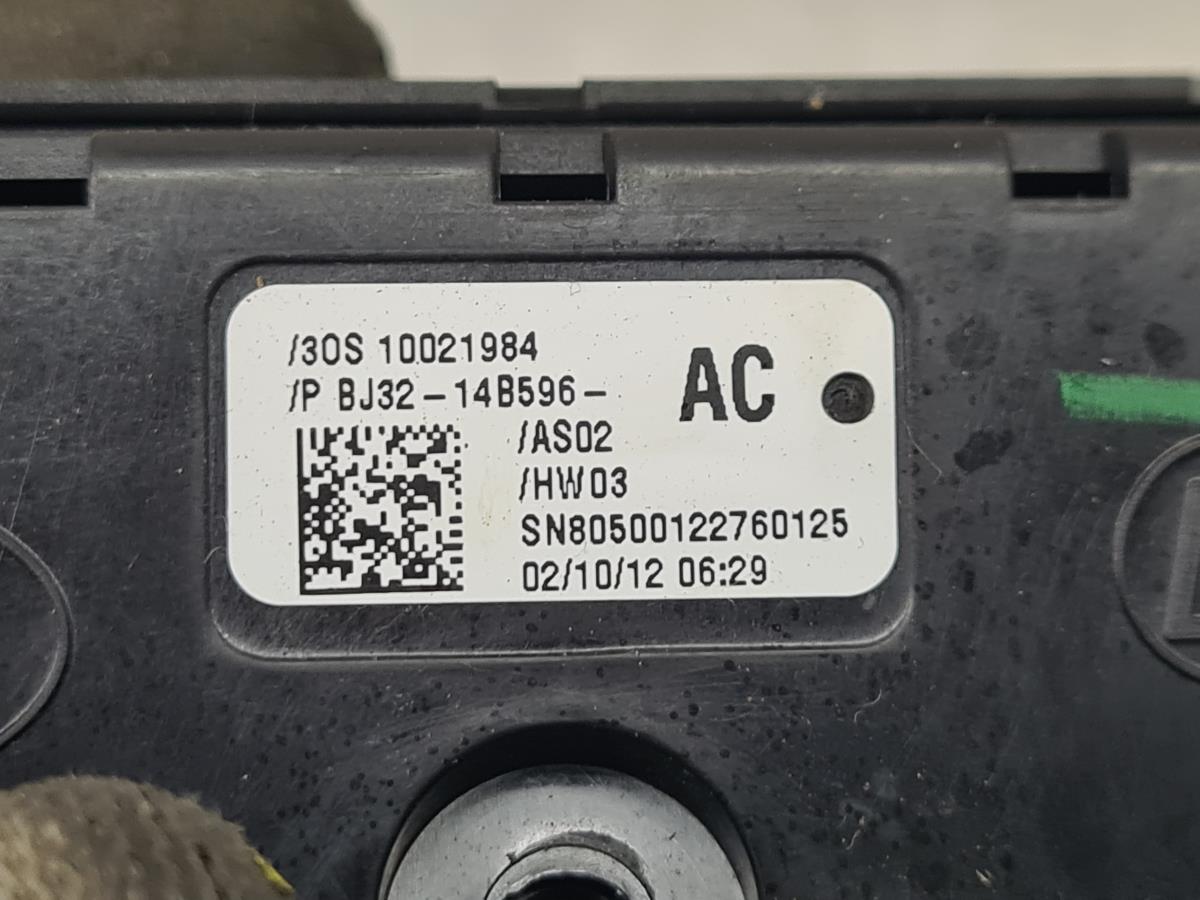 /30S 10021984
/P BJ32-14B596- AC
/AS02
/HW03
SN80500122760125
02/10/12 06:29